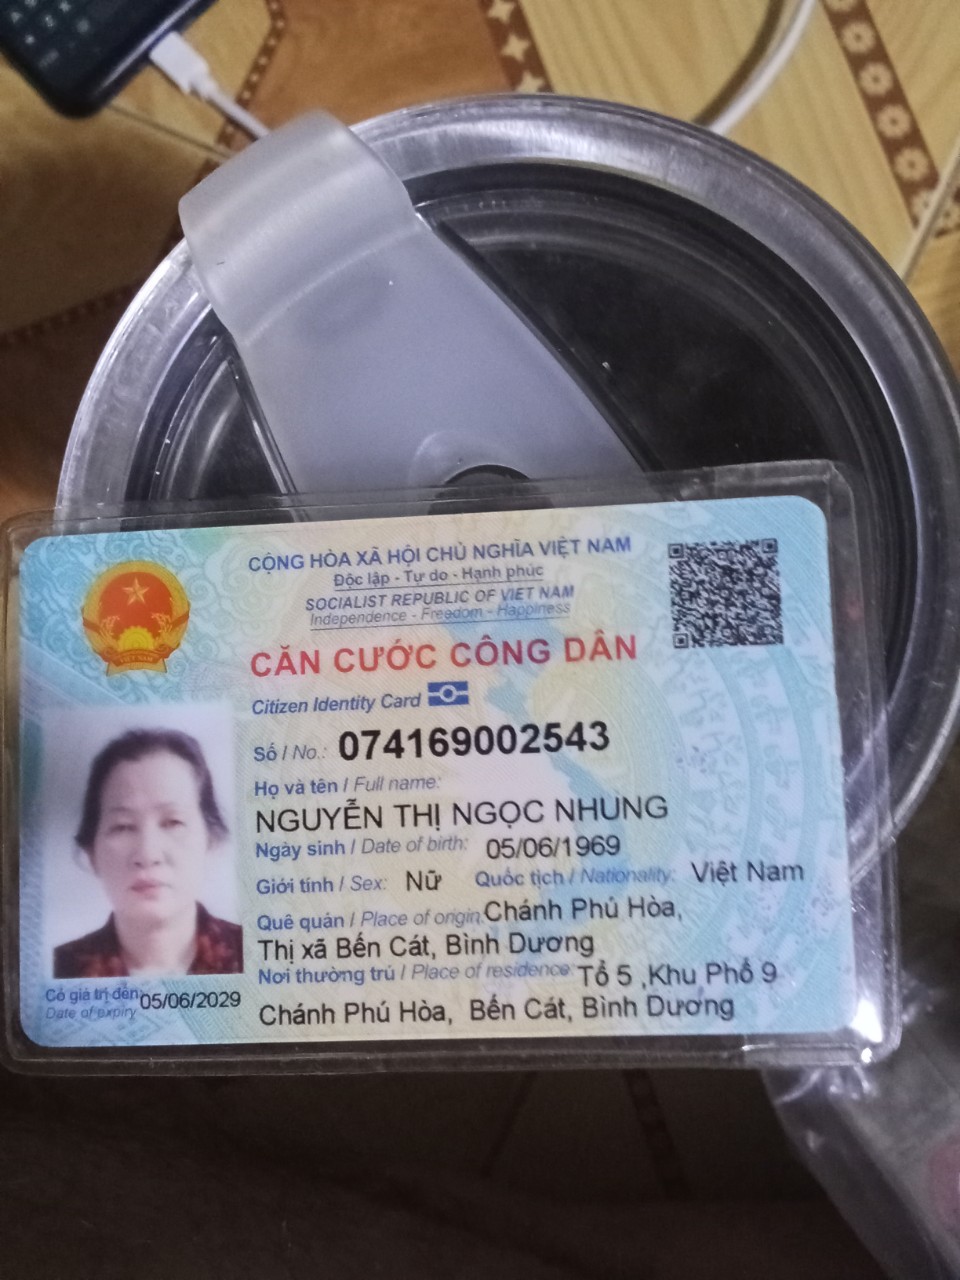 CỘNG HÒA XÃ HỘI CHỦ NGHĨA VIỆT NAM
Độc lập - Tự do - Hạnh phúc
SOCIALIST REPUBLIC OF VIET NAM
Independence - Freedom - Happiness
CĂN CƯỚC CÔNG DÂN
Citizen Identity Card
Số / No.: 074169002543
Họ và tên / Full name:
NGUYỄN THỊ NGỌC NHUNG
Ngày sinh / Date of birth: 05/06/1969
Giới tính / Sex: Nữ Quốc tịch / Nationality: Việt Nam
Quê quán / Place of origin: Chánh Phú Hòa,
Thị xã Bến Cát, Bình Dương
Nơi thường trú / Place of residence: Tổ 5 ,Khu Phố 9
Chánh Phú Hòa, Bến Cát, Bình Dương
Có giá trị đến: 05/06/2029
Date of expiry